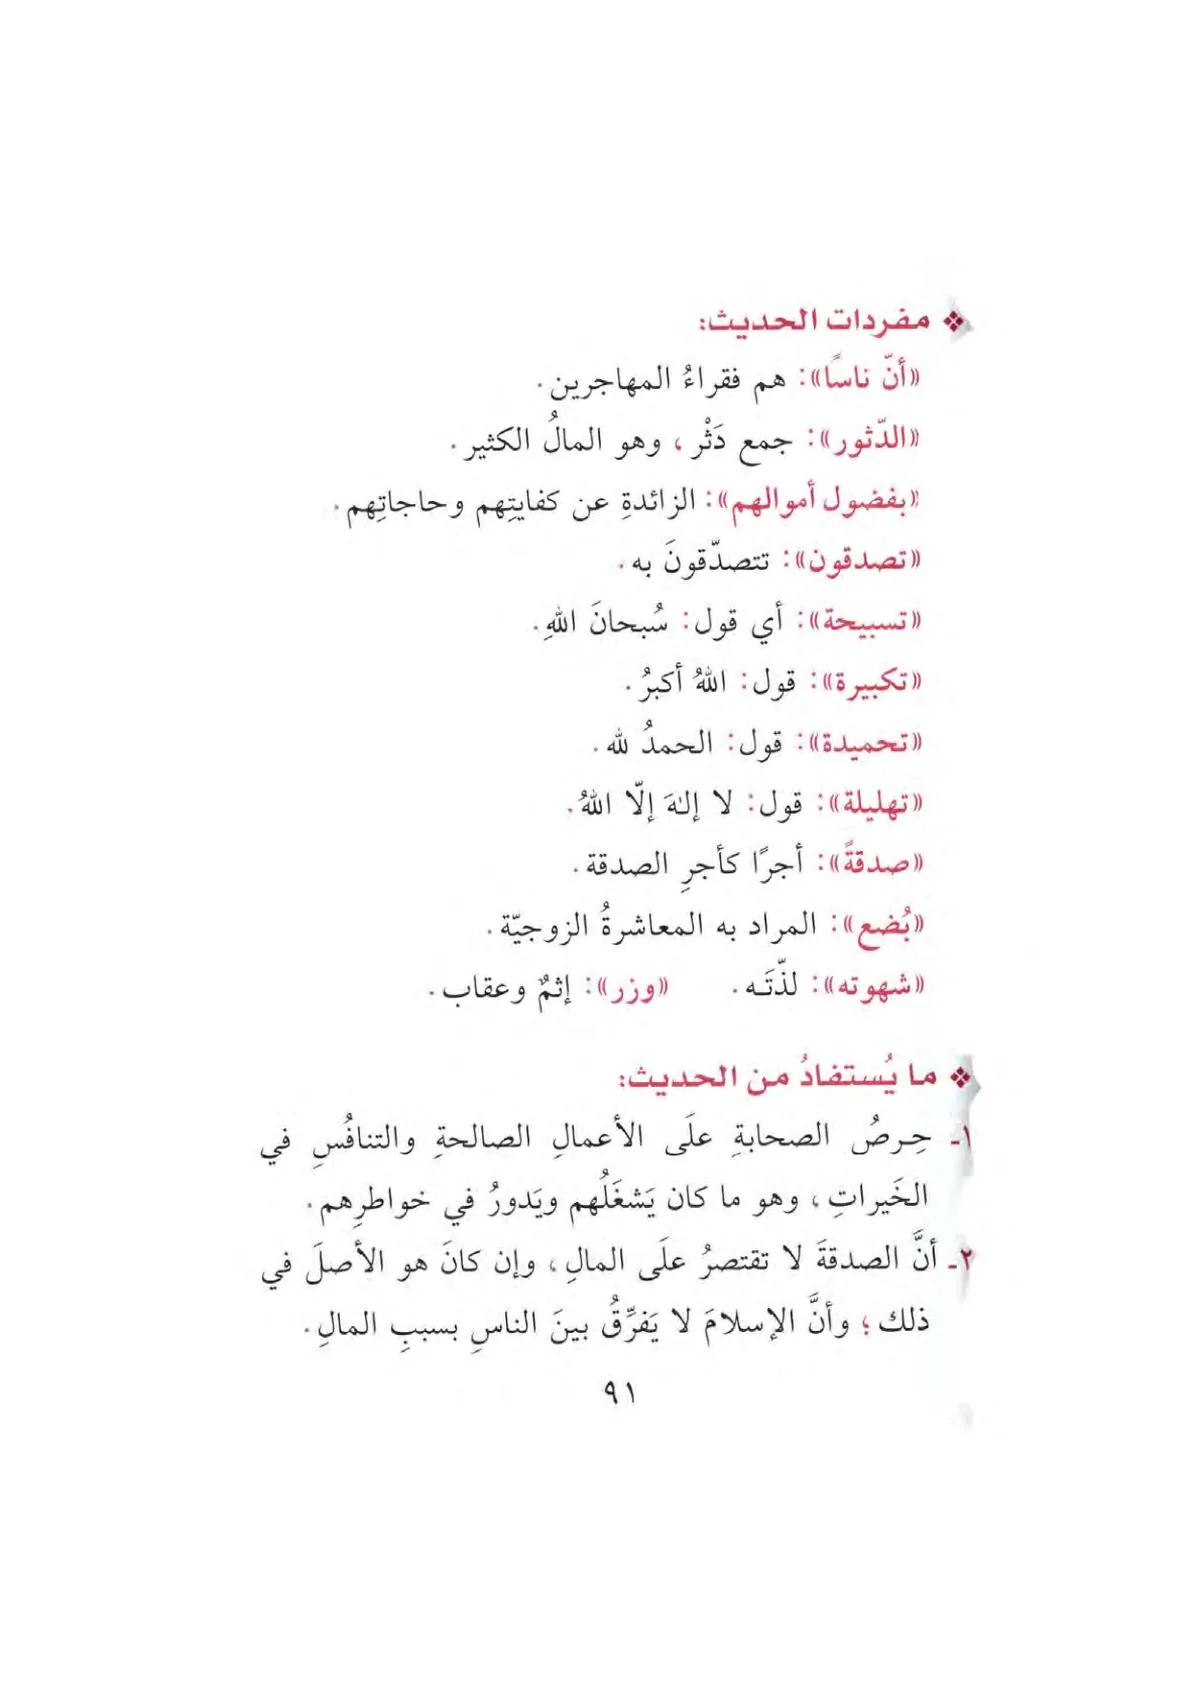 ❖ مفردات الحديث:
«أنّ ناسًا»: هم فقراءُ المهاجرين.
«الدّثور»: جمع دَثْر، وهو المالُ الكثير.
«بفضول أموالهم»: الزائدةِ عن كفايتِهم وحاجاتِهم.
«تصدقون»: تتصدّقونَ به.
«تسبيحة»: أي قول: سُبحانَ اللهِ.
«تكبيرة»: قول: اللهُ أكبرُ.
«تحميدة»: قول: الحمدُ لله.
«تهليلة»: قول: لا إلهَ إلّا اللهُ.
«صدقةً»: أجرًا كأجرِ الصدقة.
«بُضع»: المراد به المعاشرةُ الزوجيّة.
«شهوته»: لذّتَـه. «وزر»: إثمٌ وعقاب.
❖ ما يُستفادُ من الحديث:
١ـ حِـرصُ الصحابةِ علَى الأعمالِ الصالحةِ والتنافُسِ في
الخَيراتِ، وهو ما كان يَشغَلُهم ويَدورُ في خواطرِهم.
٢ـ أنَّ الصدقةَ لا تقتصرُ علَى المالِ، وإن كانَ هو الأصلَ في
ذلك؛ وأنَّ الإسلامَ لا يَفرِّقُ بينَ الناسِ بسببِ المالِ.
٩١